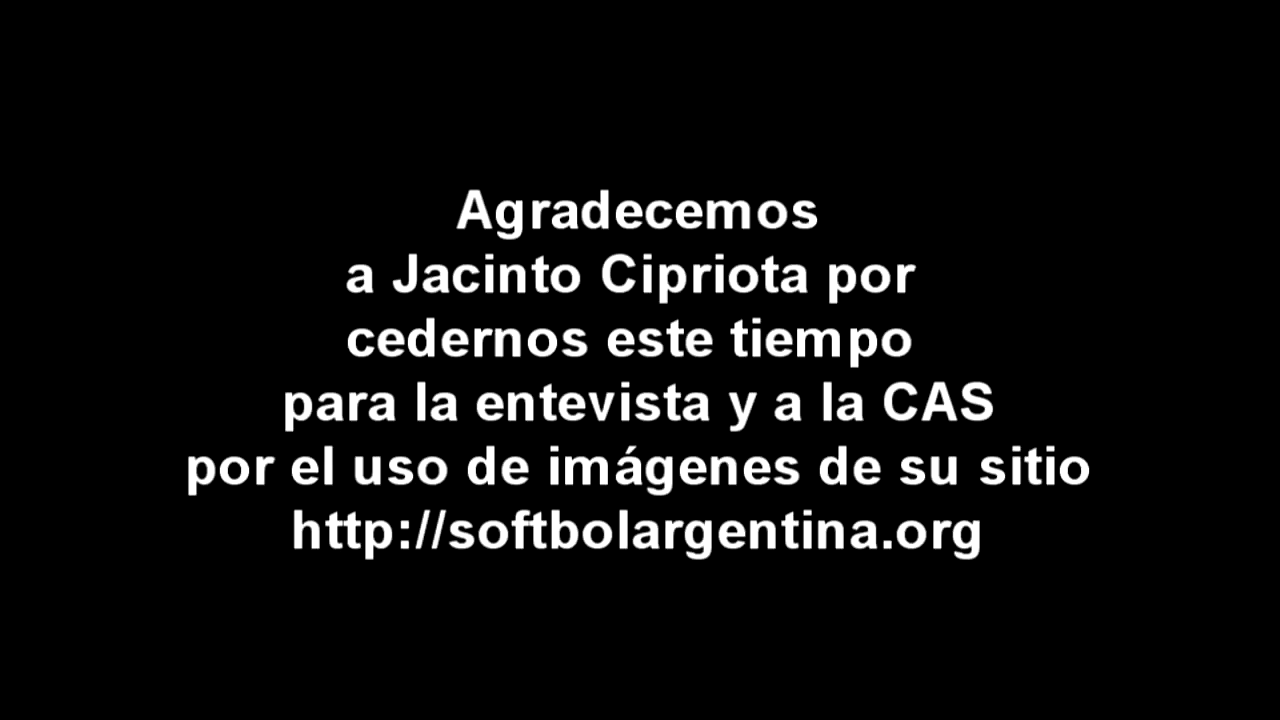 Agradecemos
a Jacinto Cipriota por
cedernos este tiempo
para la entevista y a la CAS
por el uso de imágenes de su sitio
http://softbolargentina.org